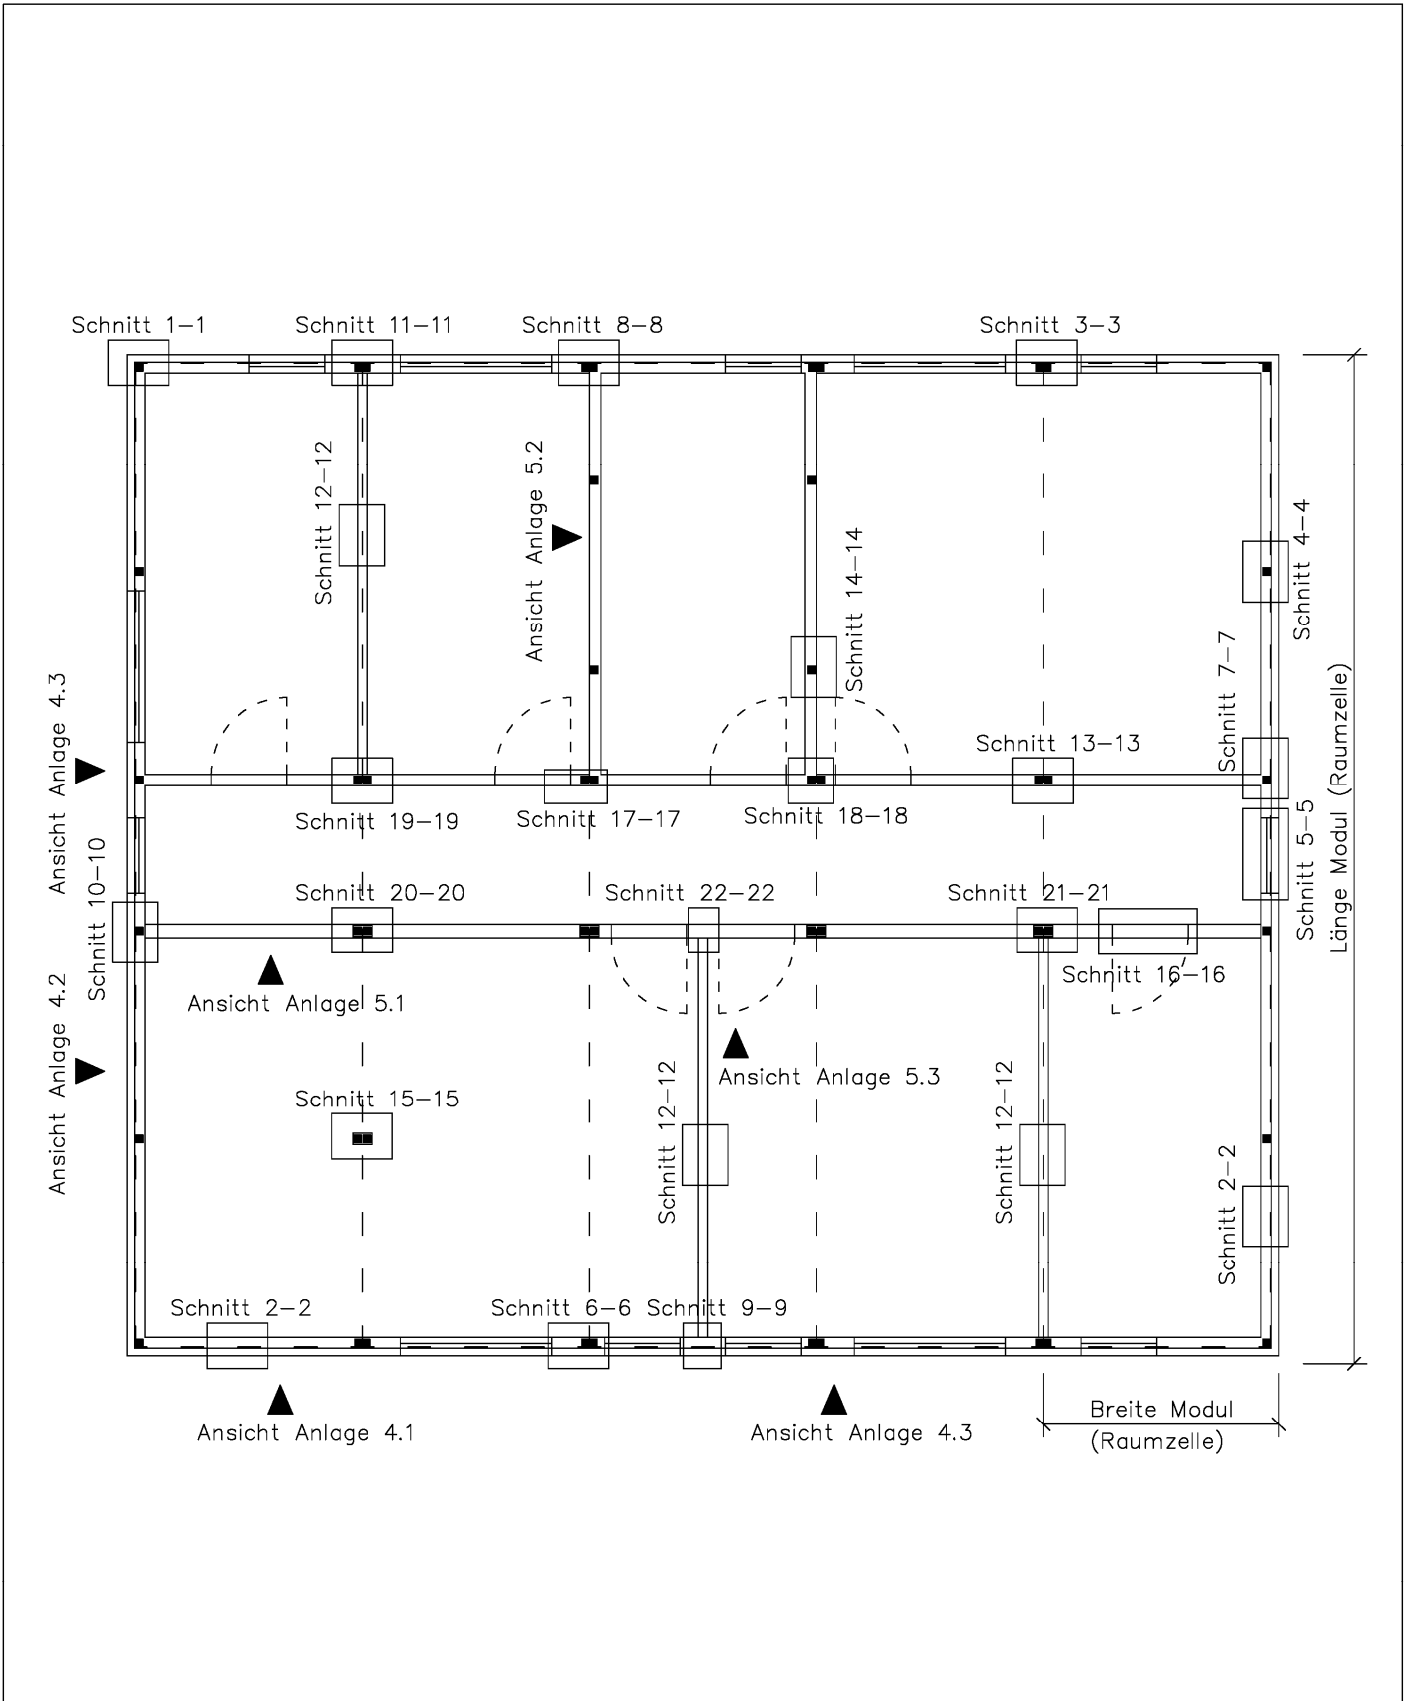 Schnitt 1-1
Schnitt 11-11
Schnitt 8-8
Schnitt 3-3
Schnitt 12-12
Ansicht Anlage 5.2
Schnitt 14-14
Schnitt 4-4
Schnitt 7-7
Länge Modul (Raumzelle)
Ansicht Anlage 4.3
Schnitt 13-13
Schnitt 19-19
Schnitt 17-17
Schnitt 18-18
Schnitt 5-5
Schnitt 10-10
Schnitt 20-20
Schnitt 22-22
Schnitt 21-21
Schnitt 16-16
Ansicht Anlage 5.1
Ansicht Anlage 4.2
Ansicht Anlage 5.3
Schnitt 15-15
Schnitt 12-12
Schnitt 12-12
Schnitt 2-2
Schnitt 2-2
Schnitt 6-6
Schnitt 9-9
Ansicht Anlage 4.1
Ansicht Anlage 4.3
Breite Modul
(Raumzelle)